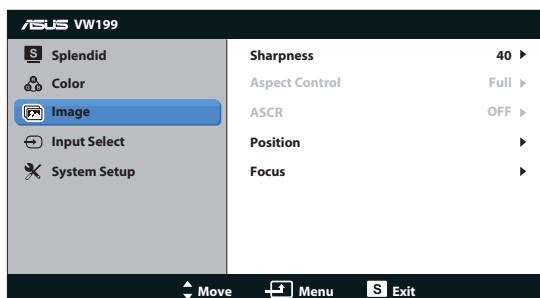 ASUS VW199
S Splendid
Color
Image
Input Select
System Setup
Sharpness 40
Aspect Control Full
ASCR OFF
Position
Focus
Move Menu S Exit